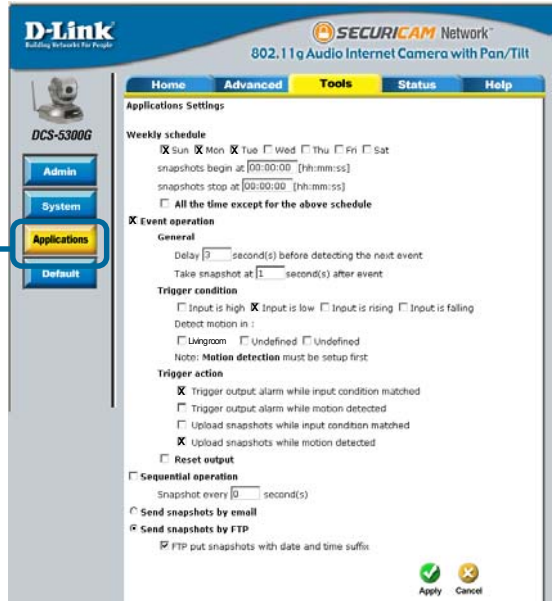 D-Link
Building Networks for People
SECURICAM Network™
802.11g Audio Internet Camera with Pan/Tilt
DCS-5300G
Home Advanced Tools Status Help
Admin
System
Applications
Default
Applications Settings
Weekly schedule
Sun Mon Tue Wed Thu Fri Sat
snapshots begin at 00:00:00 [hh:mm:ss]
snapshots stop at 00:00:00 [hh:mm:ss]
All the time except for the above schedule
Event operation
General
Delay 3 second(s) before detecting the next event
Take snapshot at 1 second(s) after event
Trigger condition
Input is high Input is low Input is rising Input is falling
Detect motion in :
Livingroom Undefined Undefined
Note: Motion detection must be setup first
Trigger action
Trigger output alarm while input condition matched
Trigger output alarm while motion detected
Upload snapshots while input condition matched
Upload snapshots while motion detected
Reset output
Sequential operation
Snapshot every 0 second(s)
Send snapshots by email
Send snapshots by FTP
FTP put snapshots with date and time suffix
Apply Cancel